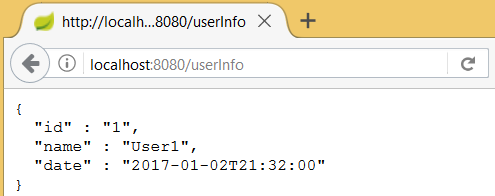 http://localh...8080/userInfo
localhost:8080/userInfo
{
  "id" : "1",
  "name" : "User1",
  "date" : "2017-01-02T21:32:00"
}